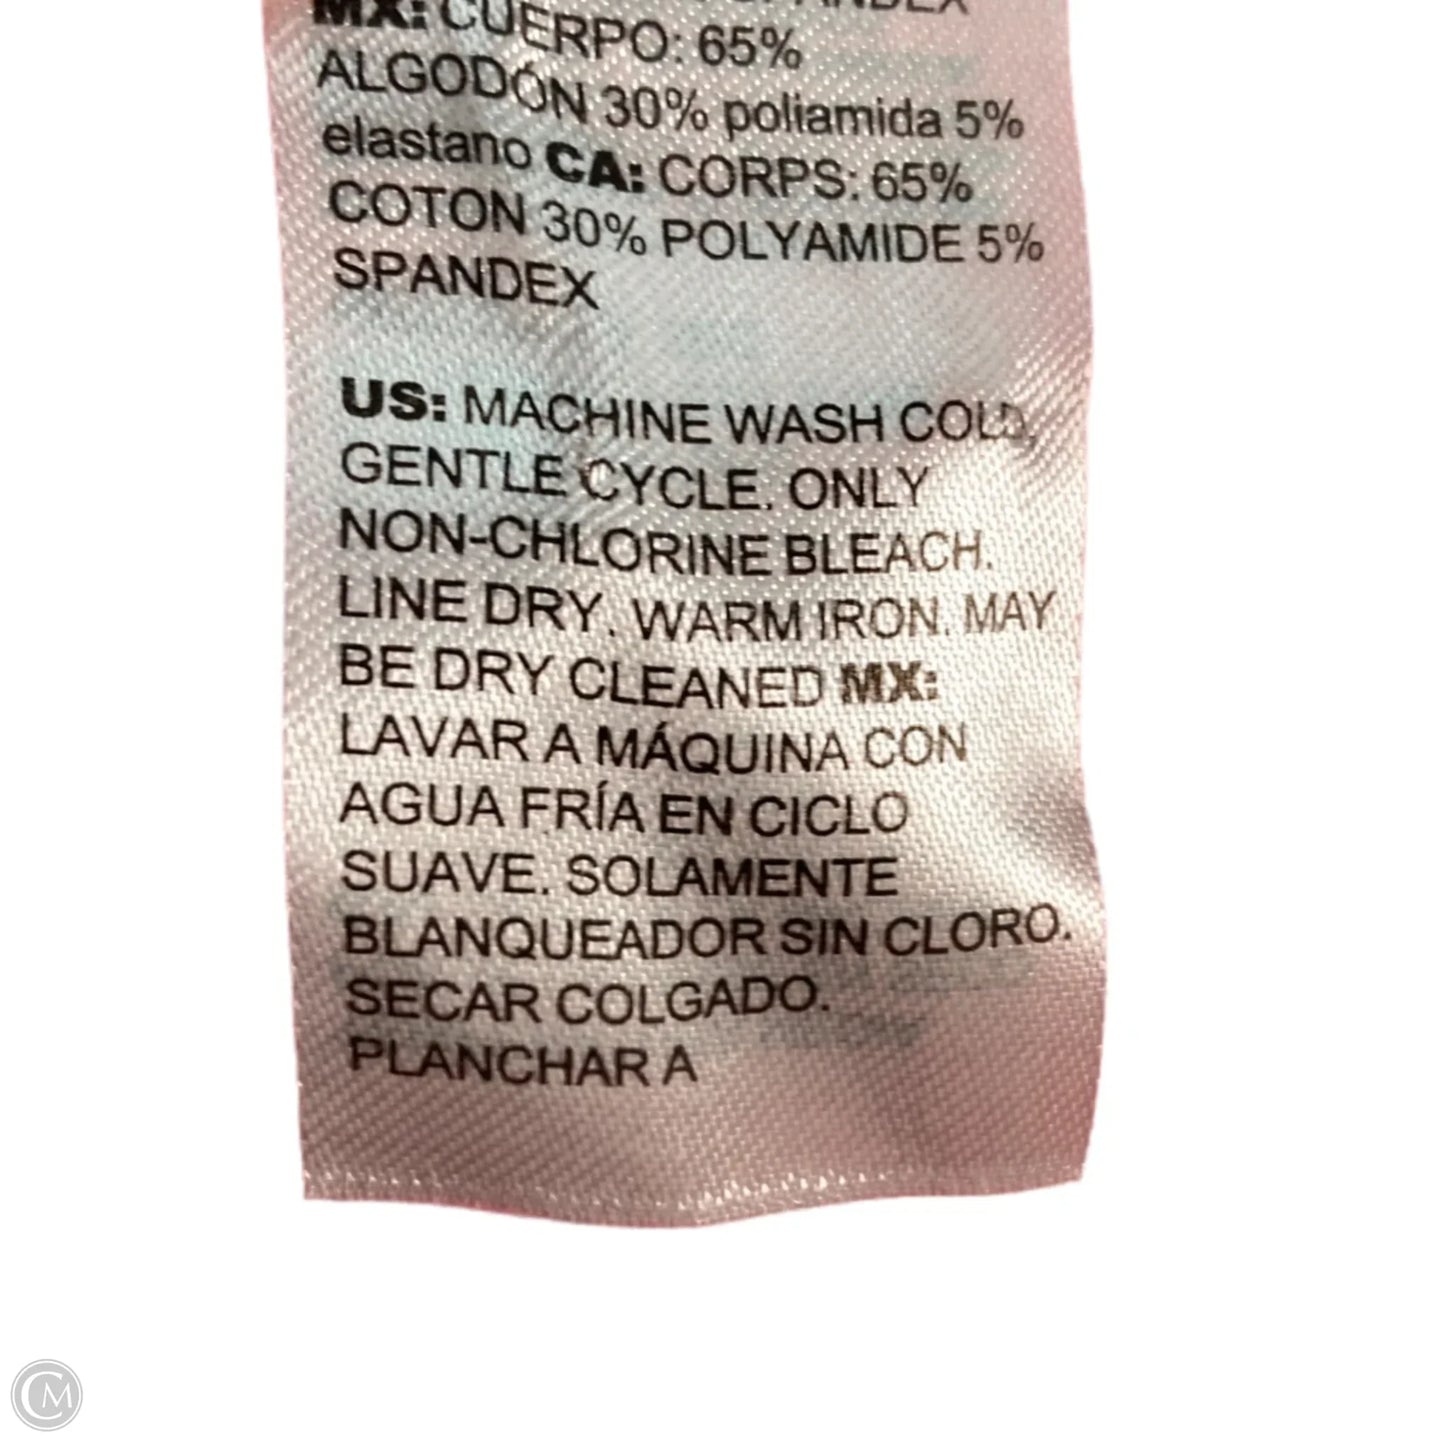 SPANDEX
MX: CUERPO: 65%
ALGODÓN 30% poliamida 5%
elastano CA: CORPS: 65%
COTON 30% POLYAMIDE 5%
SPANDEX
US: MACHINE WASH COLD,
GENTLE CYCLE. ONLY
NON-CHLORINE BLEACH.
LINE DRY. WARM IRON. MAY
BE DRY CLEANED MX:
LAVAR A MÁQUINA CON
AGUA FRÍA EN CICLO
SUAVE. SOLAMENTE
BLANQUEADOR SIN CLORO.
SECAR COLGADO.
PLANCHAR A
CM